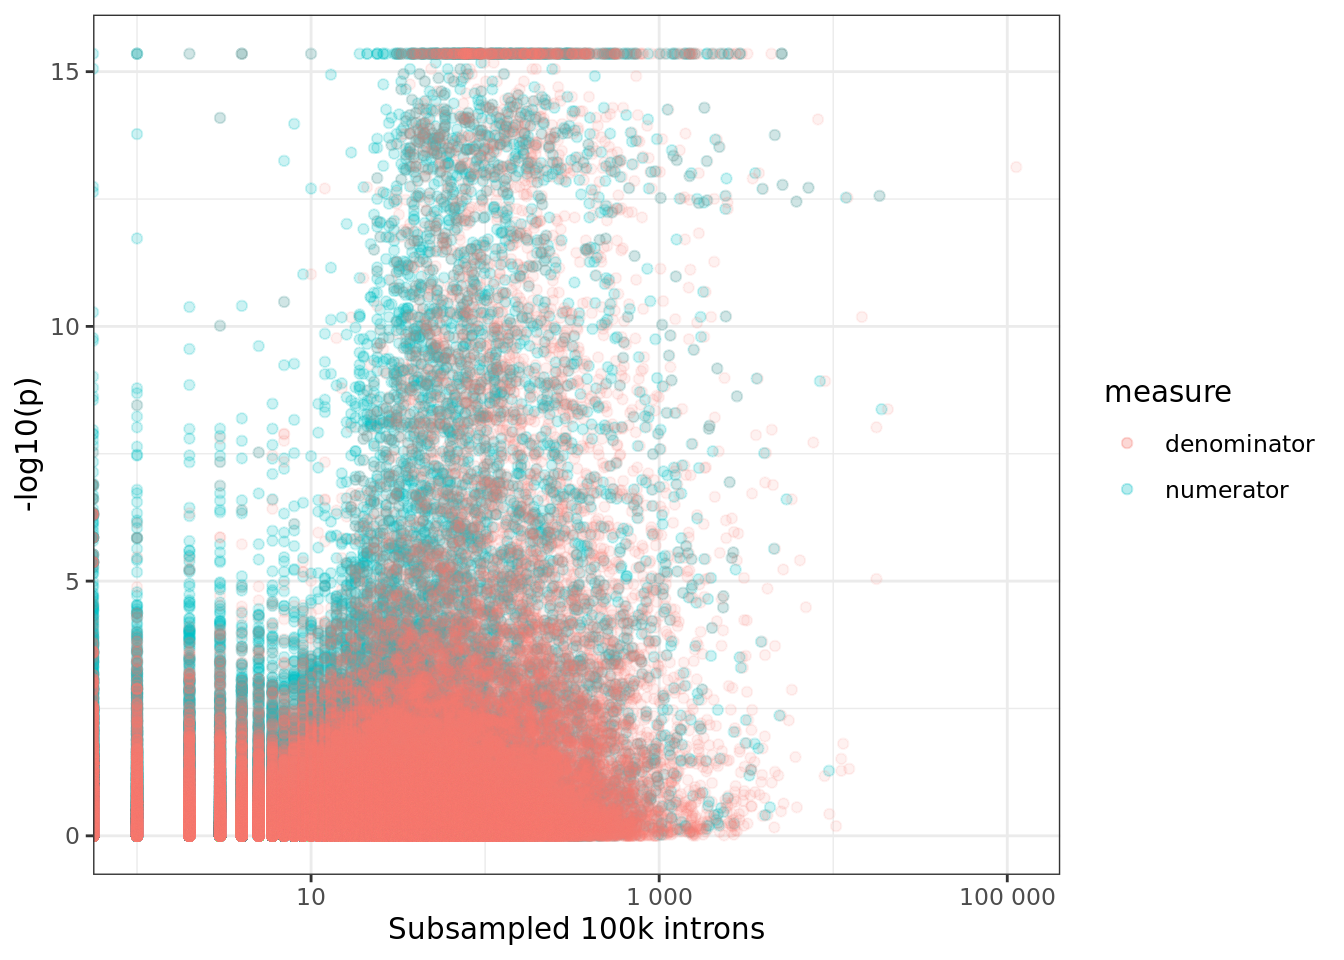 15
10
5
0
-log10(p)
10
1 000
100 000
Subsampled 100k introns
measure
denominator
numerator